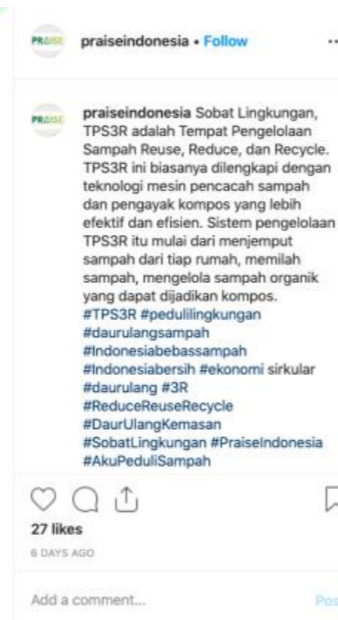 PRAISE
praiseindonesia • Follow
PRAISE
praiseindonesia Sobat Lingkungan,
TPS3R adalah Tempat Pengelolaan
Sampah Reuse, Reduce, dan Recycle.
TPS3R ini biasanya dilengkapi dengan
teknologi mesin pencacah sampah
dan pengayak kompos yang lebih
efektif dan efisien. Sistem pengelolaan
TPS3R itu mulai dari menjemput
sampah dari tiap rumah, memilah
sampah, mengelola sampah organik
yang dapat dijadikan kompos.
#TPS3R #pedulilingkungan
#daurulangsampah
#Indonesiabebassampah
#Indonesiabersih #ekonomi sirkular
#daurulang #3R
#ReduceReuseRecycle
#DaurUlangKemasan
#SobatLingkungan #PraiseIndonesia
#AkuPeduliSampah
27 likes
6 DAYS AGO
Add a comment...